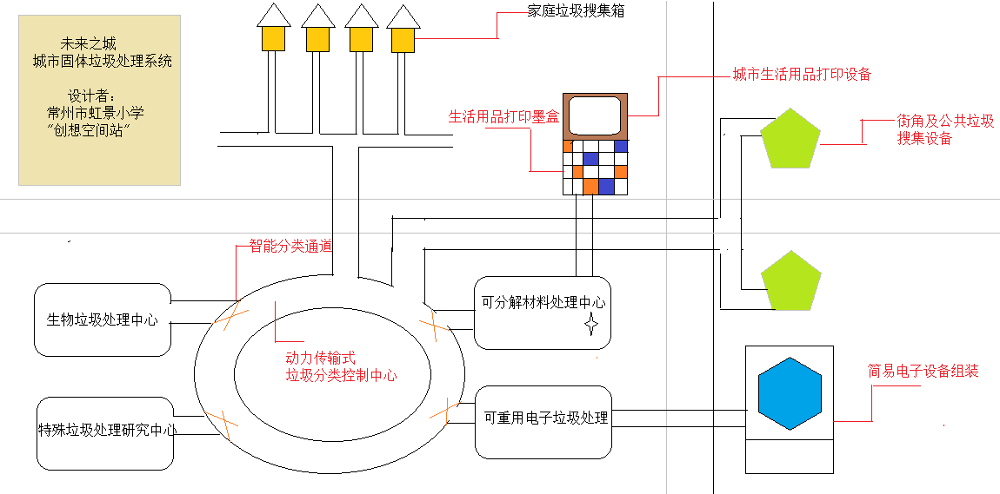 未来之城
城市固体垃圾处理系统
设计者：
常州市虹景小学
"创想空间站"
家庭垃圾搜集箱
城市生活用品打印设备
生活用品打印墨盒
街角及公共垃圾
搜集设备
智能分类通道
生物垃圾处理中心
可分解材料处理中心
动力传输式
垃圾分类控制中心
简易电子设备组装
特殊垃圾处理研究中心
可重用电子垃圾处理